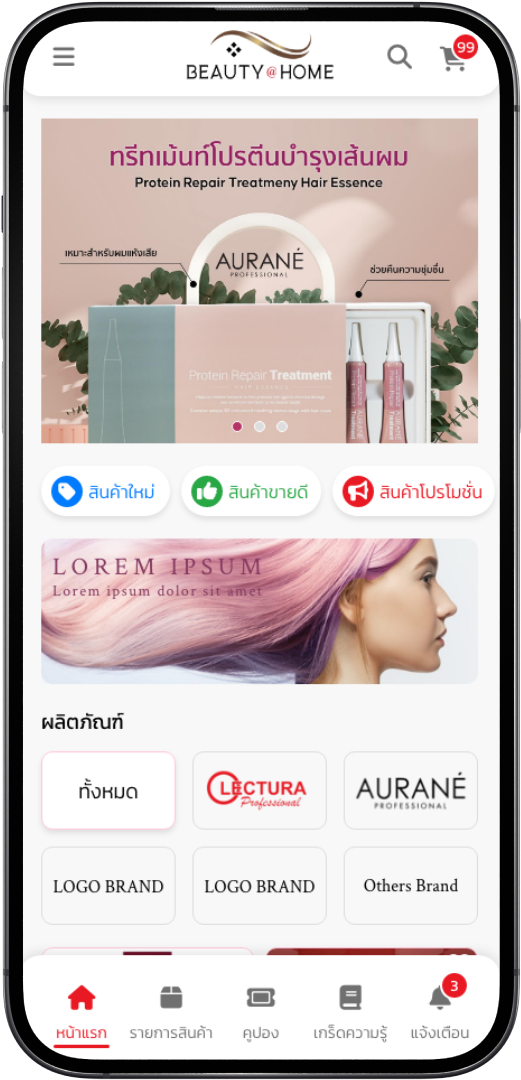 99
BEAUTY@HOME
ทรีทเม้นท์โปรตีนบำรุงเส้นผม
Protein Repair Treatmeny Hair Essence
เหมาะสำหรับผมแห้งเสีย
AURANÉ
PROFESSIONAL
ช่วยคืนความชุ่มชื่น
Protein Repair Treatment
HAIR ESSENCE
สินค้าใหม่
สินค้าขายดี
สินค้าโปรโมชั่น
LOREM IPSUM
Lorem ipsum dolor sit amet
ผลิตภัณฑ์
ทั้งหมด
LECTURA
Professional
AURANÉ
PROFESSIONAL
LOGO BRAND
LOGO BRAND
Others Brand
3
หน้าแรก
รายการสินค้า
คูปอง
เกร็ดความรู้
แจ้งเตือน